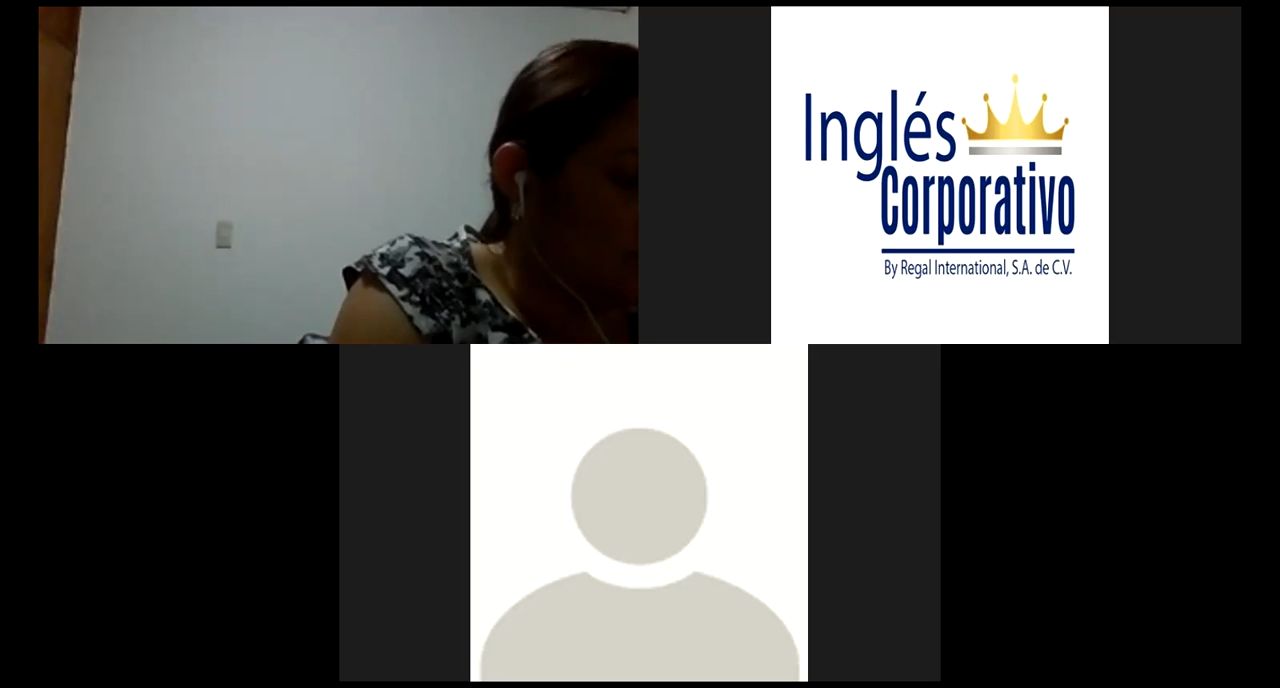 Inglés
Corporativo
By Regal International, S.A. de C.V.